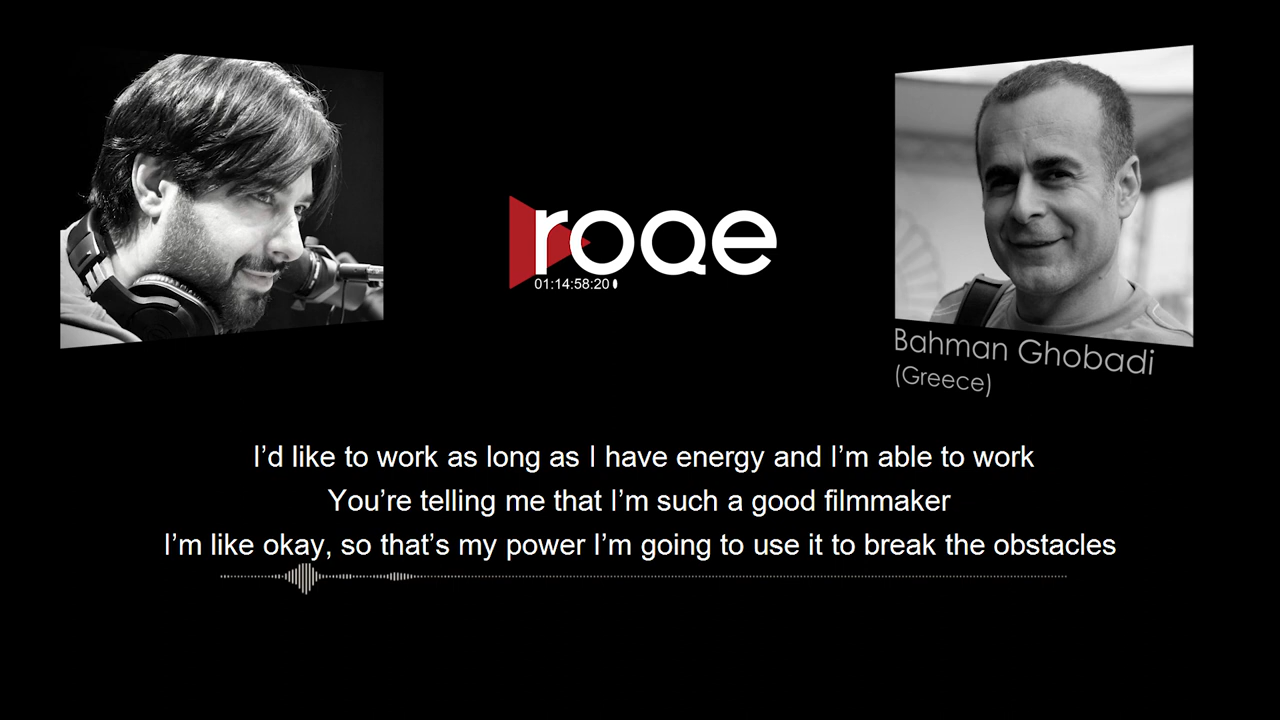 roqe
01:14:58:20
Bahman Ghobadi
(Greece)
I’d like to work as long as I have energy and I’m able to work
You’re telling me that I’m such a good filmmaker
I’m like okay, so that’s my power I’m going to use it to break the obstacles